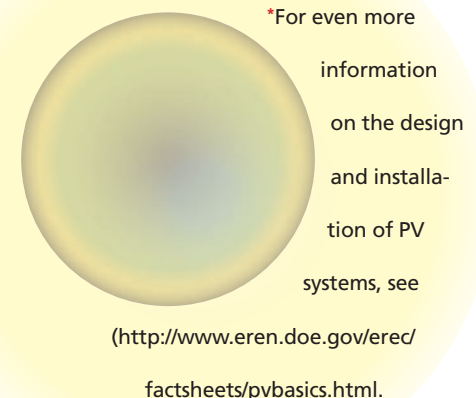 *For even more
information
on the design
and installa-
tion of PV
systems, see
(http://www.eren.doe.gov/erec/
factsheets/pvbasics.html.